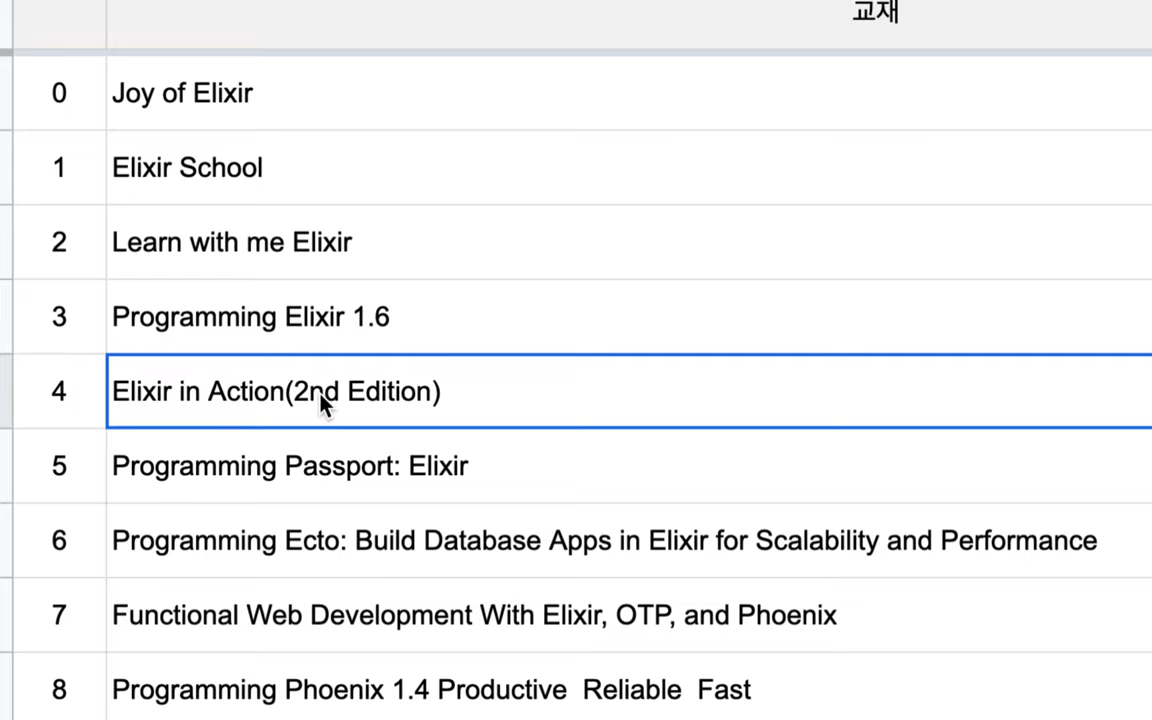 교재
0 Joy of Elixir
1 Elixir School
2 Learn with me Elixir
3 Programming Elixir 1.6
4 Elixir in Action(2nd Edition)
5 Programming Passport: Elixir
6 Programming Ecto: Build Database Apps in Elixir for Scalability and Performance
7 Functional Web Development With Elixir, OTP, and Phoenix
8 Programming Phoenix 1.4 Productive  Reliable  Fast